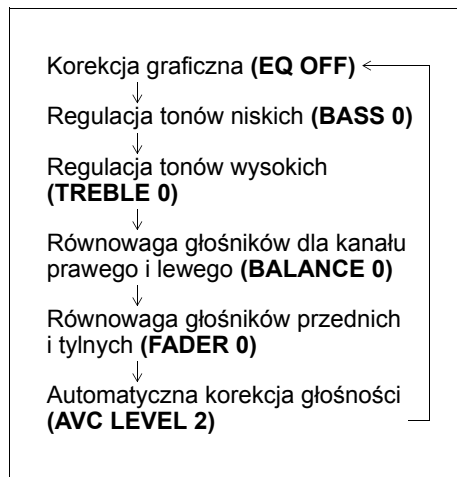 Korekcja graficzna (EQ OFF)
Regulacja tonów niskich (BASS 0)
Regulacja tonów wysokich
(TREBLE 0)
Równowaga głośników dla kanału
prawego i lewego (BALANCE 0)
Równowaga głośników przednich
i tylnych (FADER 0)
Automatyczna korekcja głośności
(AVC LEVEL 2)